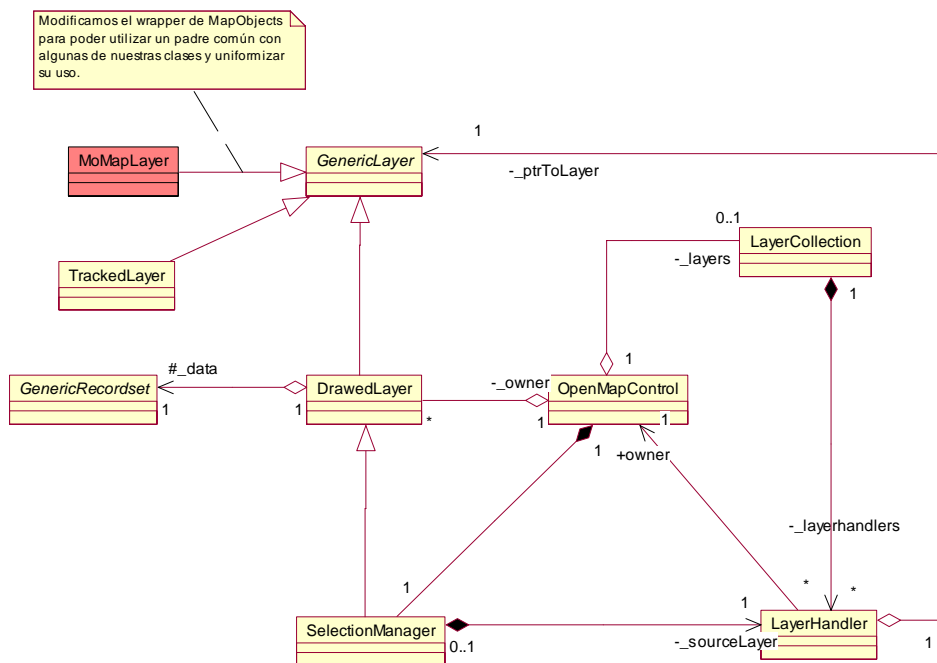 Modificamos el wrapper de MapObjects
para poder utilizar un padre común con
algunas de nuestras clases y uniformizar
su uso.
1
MoMapLayer
GenericLayer
-_ptrToLayer
0..1
LayerCollection
-_layers
TrackedLayer
1
#_data
1
GenericRecordset
1
1
DrawedLayer
*
-_owner
1
OpenMapControl
1
1
+owner
-_layerhandlers
1
*
*
SelectionManager
0..1
1
-_sourceLayer
LayerHandler
1